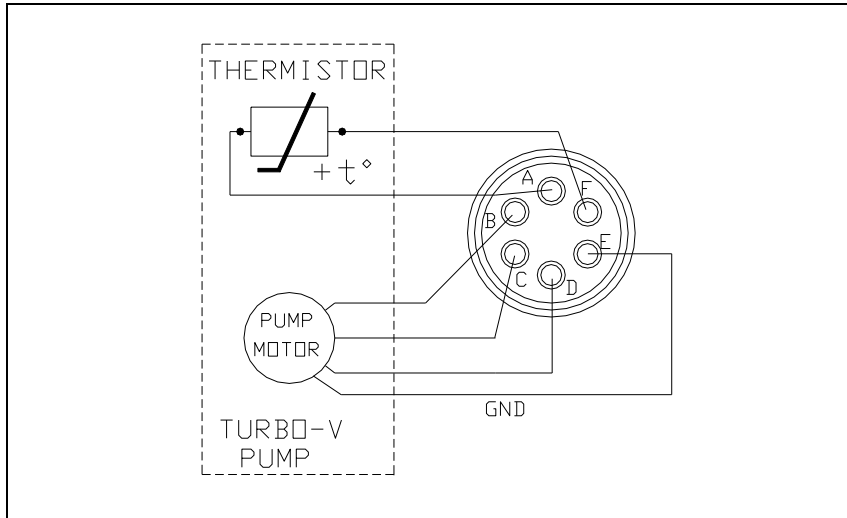 THERMISTOR
+t°
A
F
B
E
C
D
PUMP
MOTOR
GND
TURBO-V
PUMP